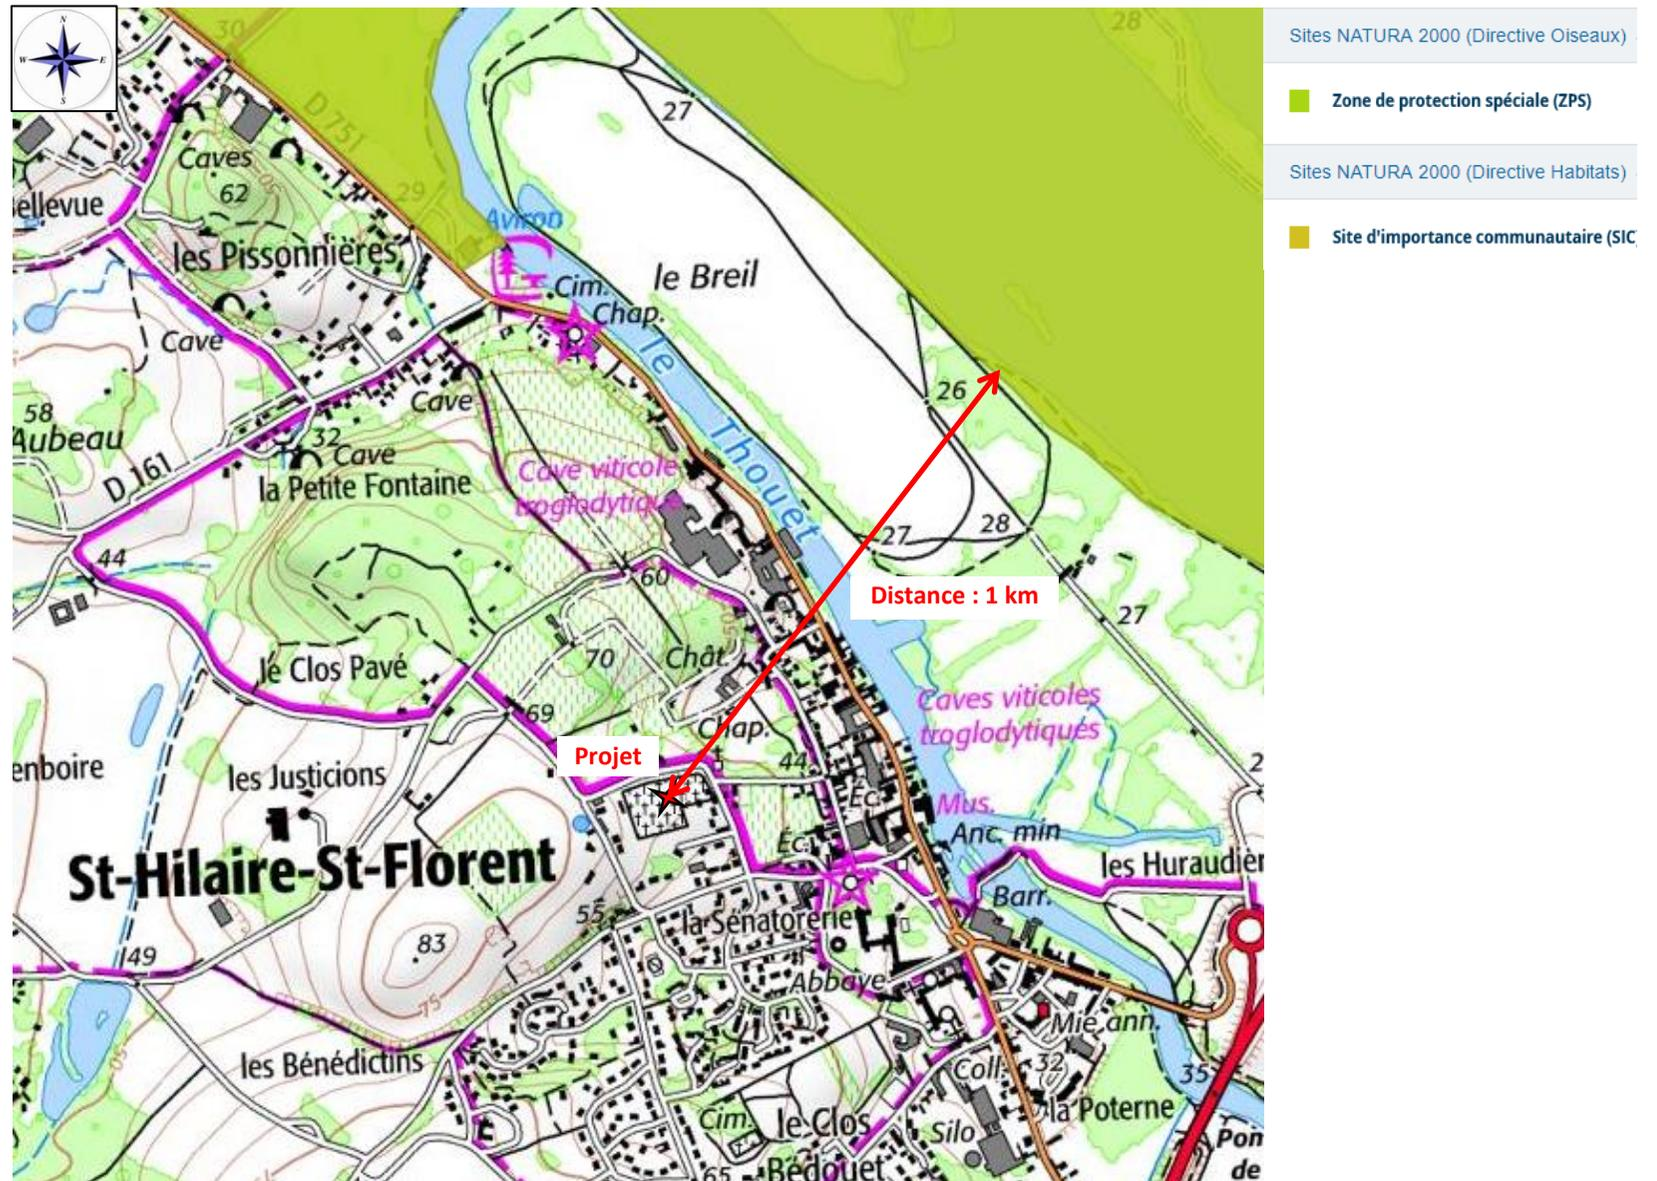 N
W
E
S
30
28
Sites NATURA 2000 (Directive Oiseaux)
Zone de protection spéciale (ZPS)
Sites NATURA 2000 (Directive Habitats)
Site d'importance communautaire (SIC
D 751
27
Caves
62
29
ellevue
Aviron
les Pissonnières
le Breil
Cim.
Chap.
Cave
le Thouet
26
Cave
58
Aubeau
32
Cave
D 161
la Petite Fontaine
Cave viticole
troglodytique
27
28
44
60
Distance : 1 km
27
50
70
Chât.
le Clos Pavé
Caves viticoles
troglodytiques
69
Chap.
Projet
44
2
enboire
les Justicions
Éc.
Mus.
Anc. min
Éc.
les Huraudièr
St-Hilaire-St-Florent
Barr.
55
la Sénatorerie
83
49
Abbaye
75
Mie ann.
les Bénédictins
Coll.
32
35
la Poterne
Cim.
le Clos
Silo
Pon
65
Bédouet
de